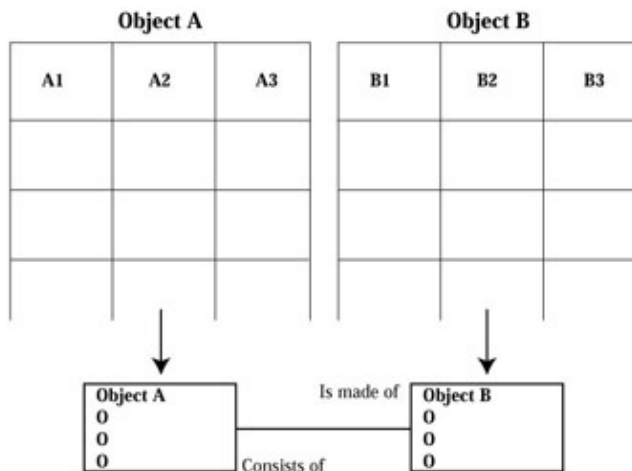 Object A
Object B
A1 A2 A3
B1 B2 B3
Is made of
Object A
O
O
O
Object B
O
O
O
Consists of